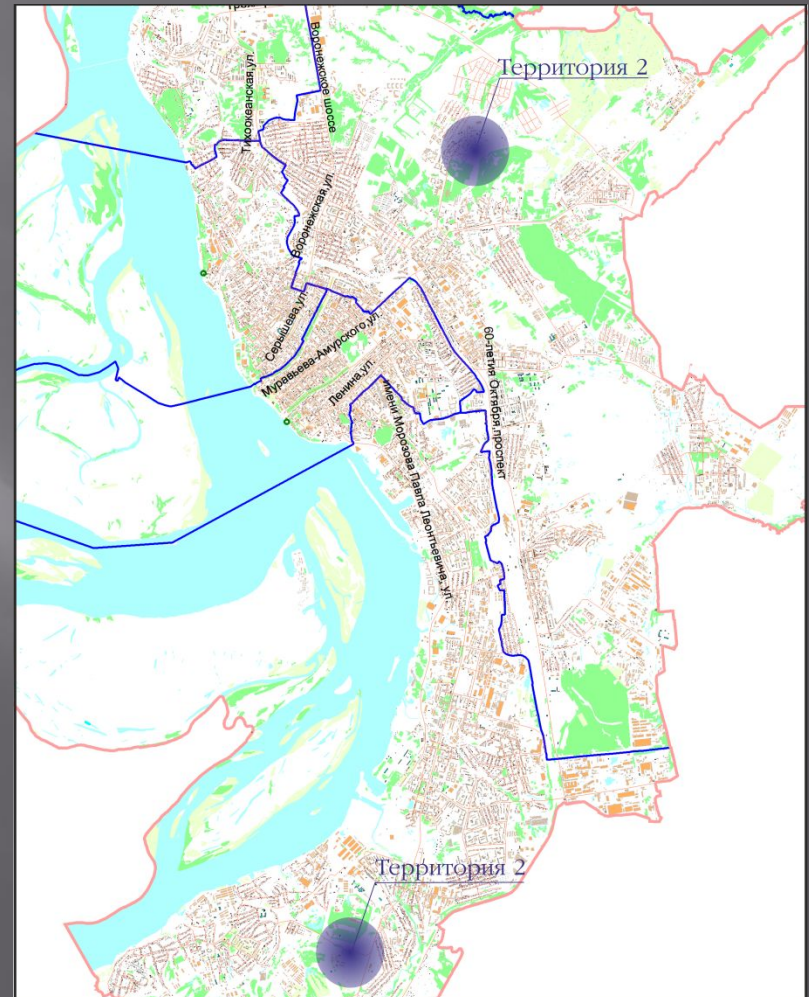 Воронежское шоссе
Тихоокеанская,ул.
Территория 2
Воронежская,ул.
Серышева,ул.
Муравьева-Амурского,ул.
Ленина,ул.
60-летия Октября,проспект
имени Морозова Павла Леонтьевича, ул.
Территория 2